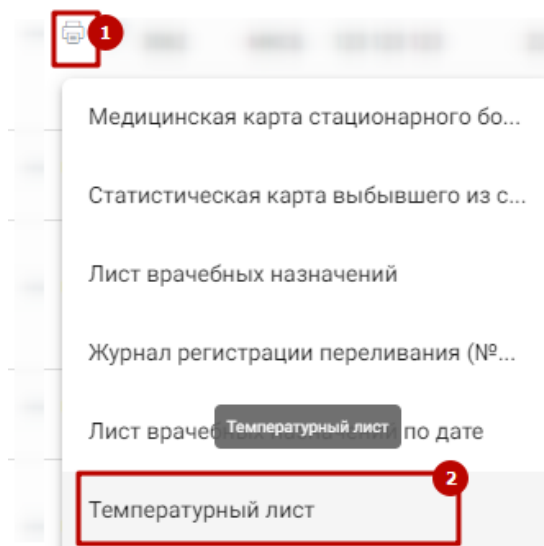 1
Медицинская карта стационарного бо...
Статистическая карта выбывшего из с...
Лист врачебных назначений
Журнал регистрации переливания (№...
Температурный лист
Лист по дате
2
Температурный лист